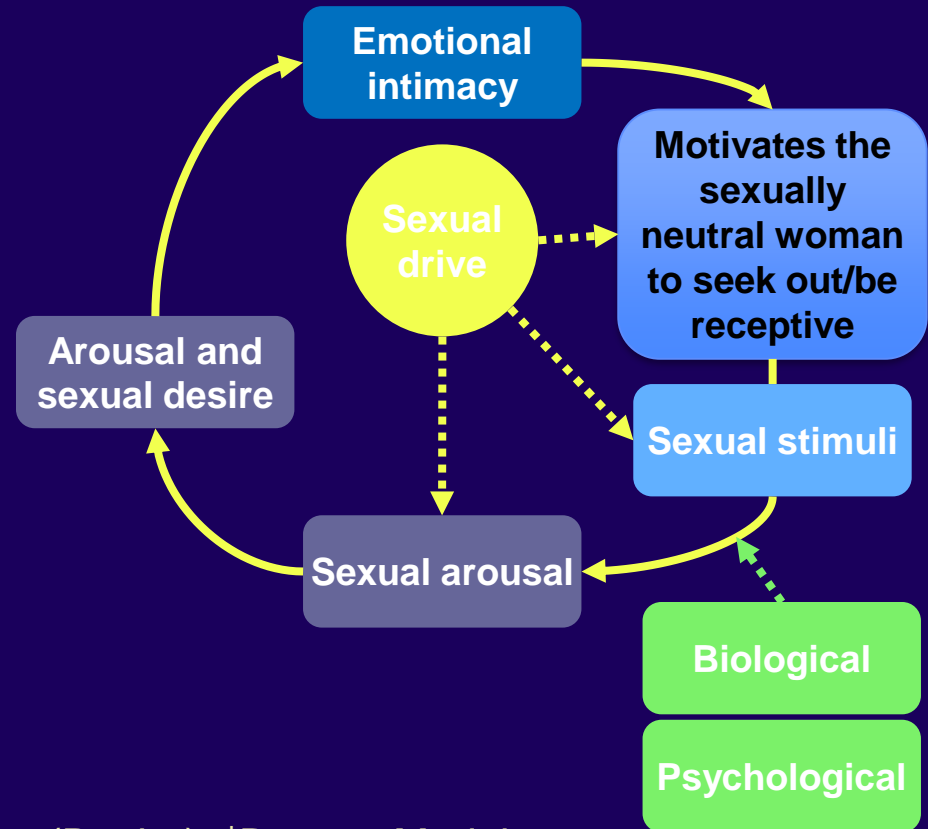 Emotional
intimacy
Motivates the
sexually
neutral woman
to seek out/be
receptive
Sexual
drive
Arousal and
sexual desire
Sexual stimuli
Sexual arousal
Biological
Psychological